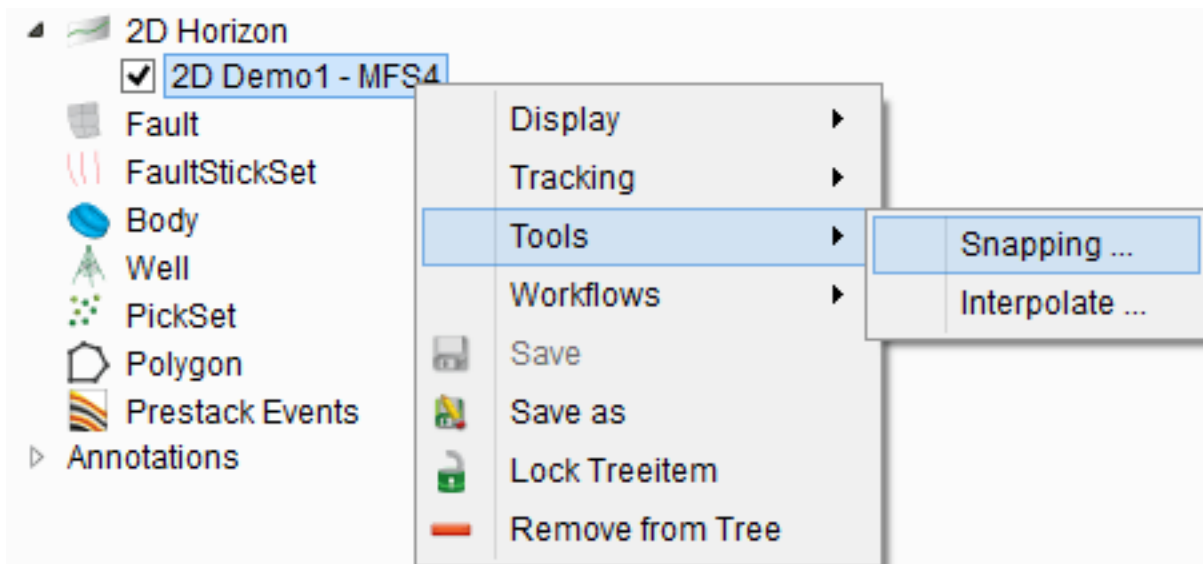 2D Horizon
2D Demo1 - MFS4
Fault
FaultStickSet
Body
Well
PickSet
Polygon
Prestack Events
Annotations
Display
Tracking
Tools
Workflows
Save
Save as
Lock Treeitem
Remove from Tree
Snapping ...
Interpolate ...